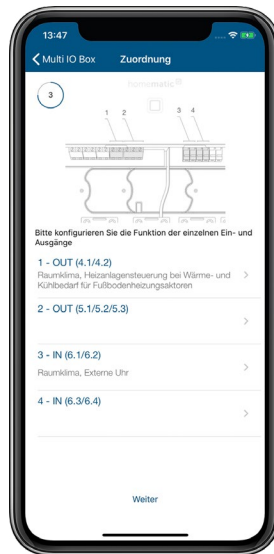 13:47
Multi IO Box
Zuordnung
3
homematic IP
1 2 3 4
Bitte konfigurieren Sie die Funktion der einzelnen Ein- und
Ausgänge
1 - OUT (4.1/4.2)
Raumklima, Heizanlagensteuerung bei Wärme- und
Kühlbedarf für Fußbodenheizungsaktoren
2 - OUT (5.1/5.2/5.3)
3 - IN (6.1/6.2)
Raumklima, Externe Uhr
4 - IN (6.3/6.4)
Weiter